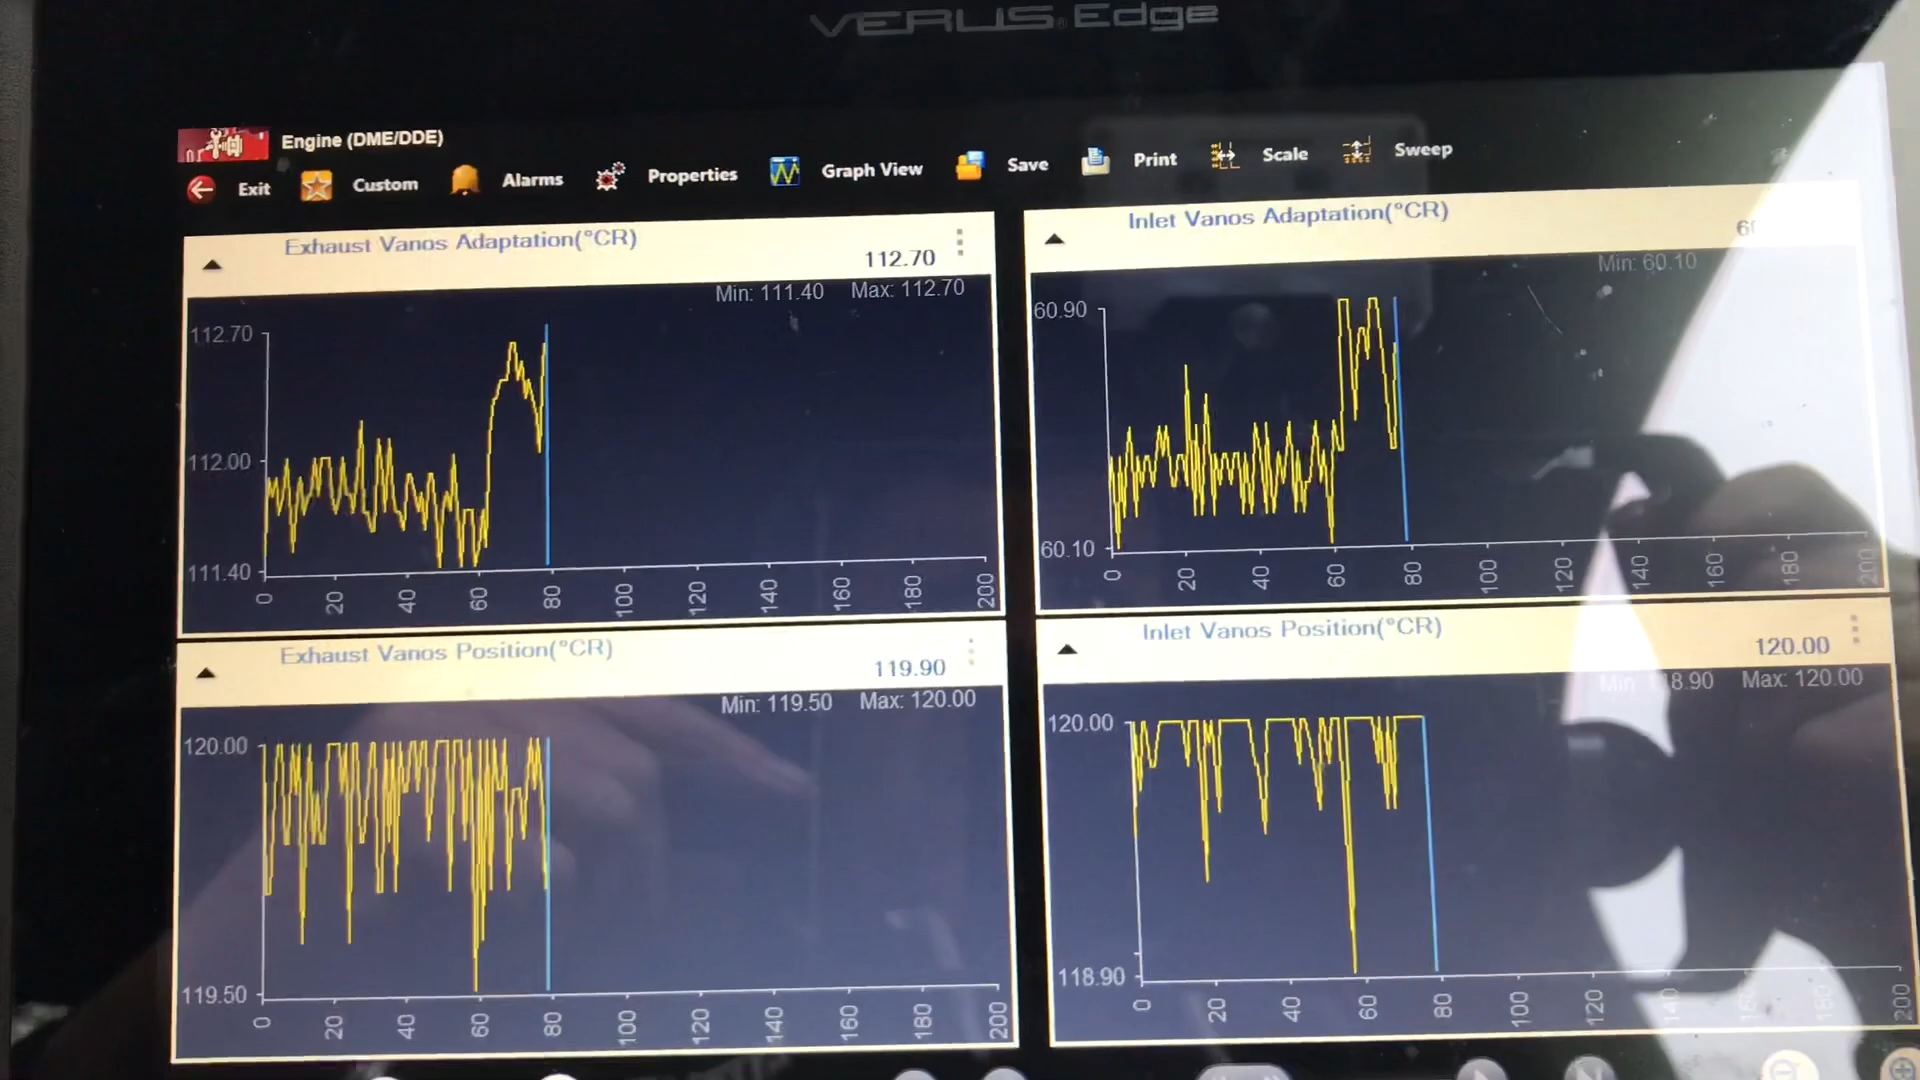 VERUS® Edge
Engine (DME/DDE)
Exit Custom Alarms Properties Graph View Save Print Scale Sweep
Exhaust Vanos Adaptation(°CR)
112.70
Min: 111.40 Max: 112.70
112.70
112.00
111.40
0 20 40 60 80 100 120 140 160 180 200
Inlet Vanos Adaptation(°CR)
Min: 60.10
60.90
60.10
0 20 40 60 80 100 120 140 160 180 200
Exhaust Vanos Position(°CR)
119.90
Min: 119.50 Max: 120.00
120.00
119.50
0 20 40 60 80 100 120 140 160 180 200
Inlet Vanos Position(°CR)
120.00
Min: 118.90 Max: 120.00
120.00
118.90
0 20 40 60 80 100 120 140 160 180 200